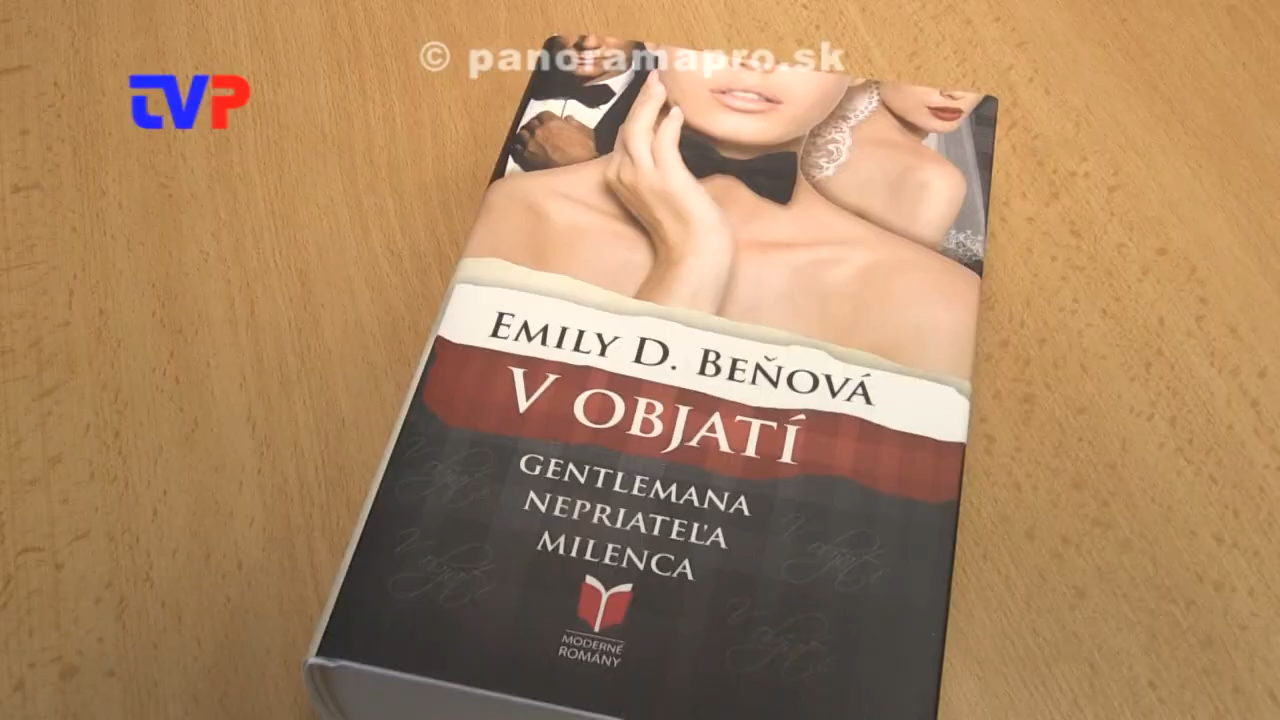 © panoramapro.sk
TVP
EMILY D. BEŇOVÁ
V OBJATÍ
GENTLEMANA
NEPRIATEĽA
MILENCA
MODERNÉ
ROMÁNY